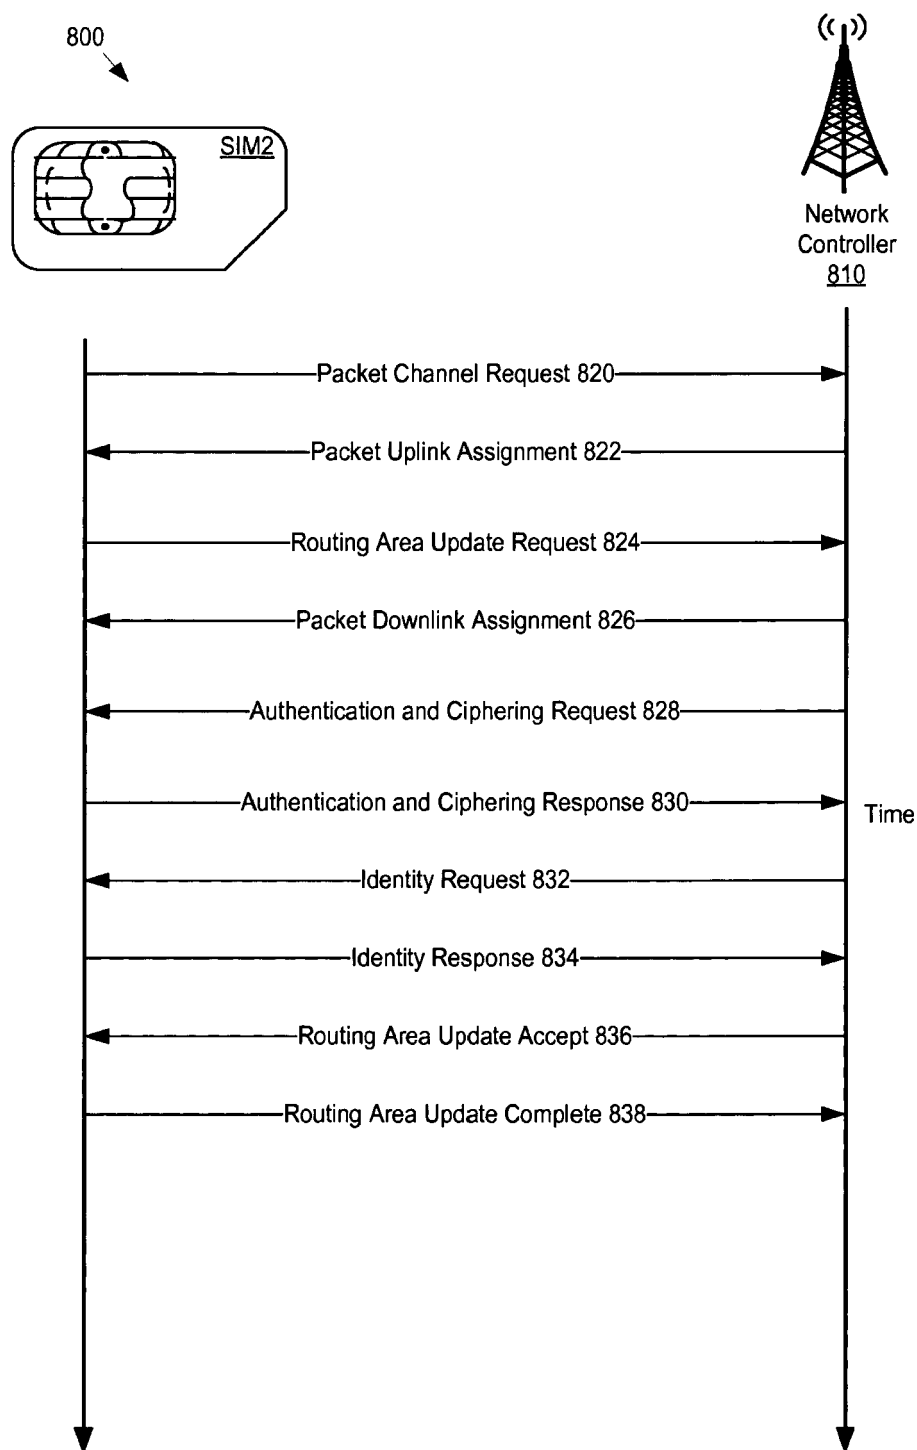 800
SIM2
Network
Controller
810
Packet Channel Request 820
Packet Uplink Assignment 822
Routing Area Update Request 824
Packet Downlink Assignment 826
Authentication and Ciphering Request 828
Authentication and Ciphering Response 830
Time
Identity Request 832
Identity Response 834
Routing Area Update Accept 836
Routing Area Update Complete 838